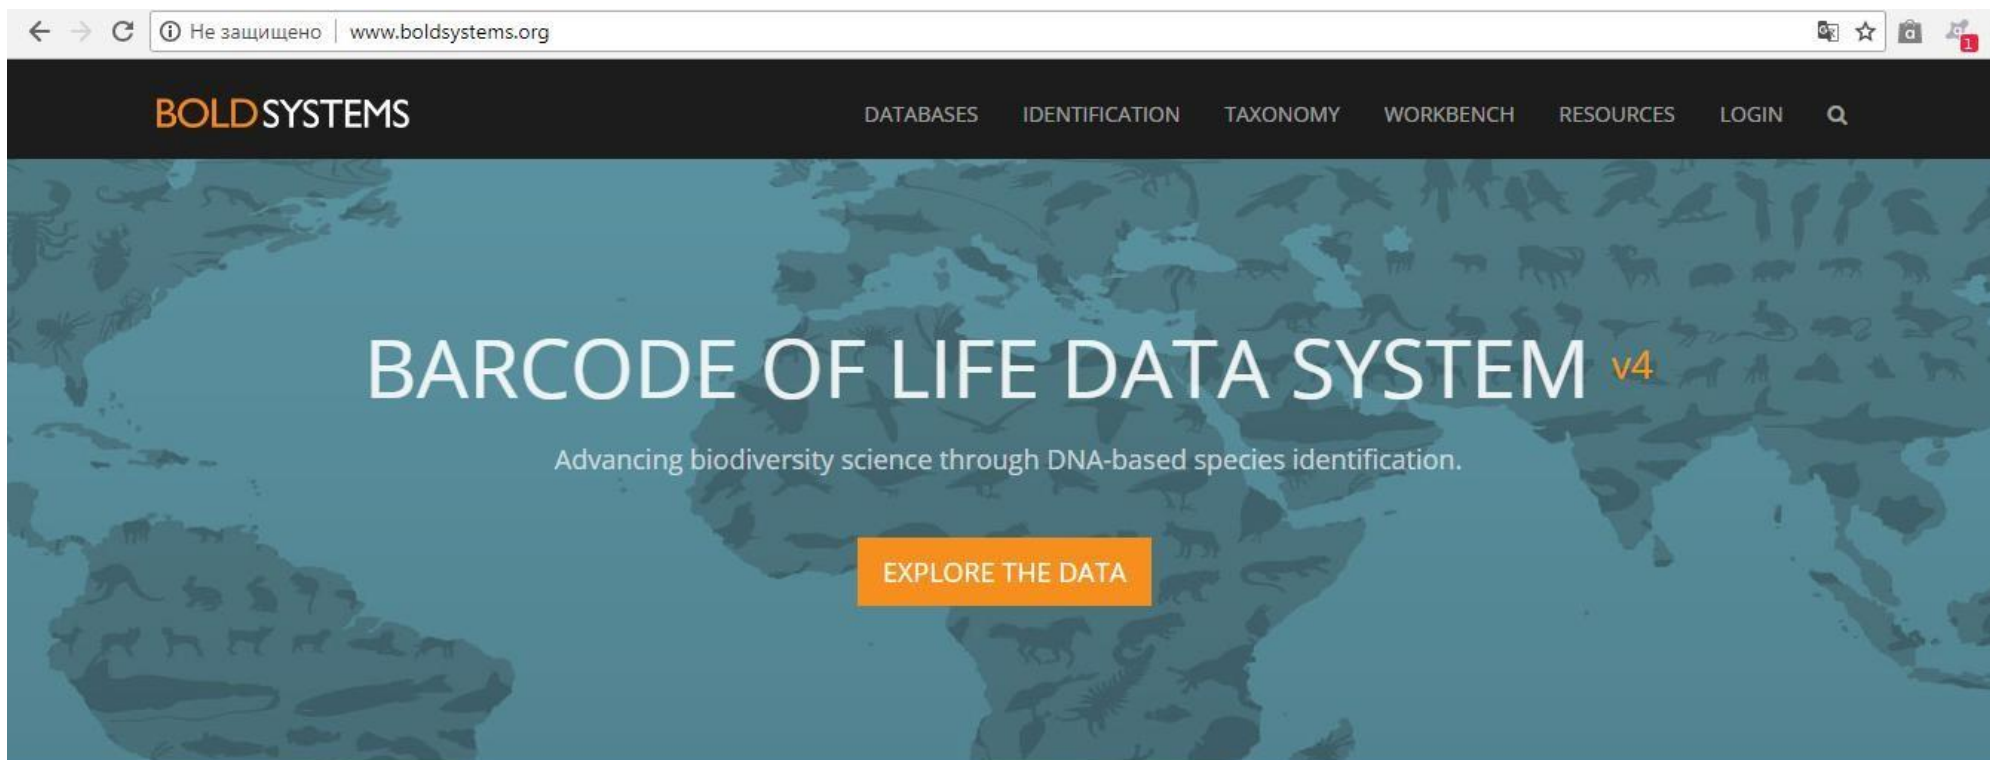 Не защищено www.boldsystems.org
1
BOLDSYSTEMS DATABASES IDENTIFICATION TAXONOMY WORKBENCH RESOURCES LOGIN
BARCODE OF LIFE DATA SYSTEM v4
Advancing biodiversity science through DNA-based species identification.
EXPLORE THE DATA